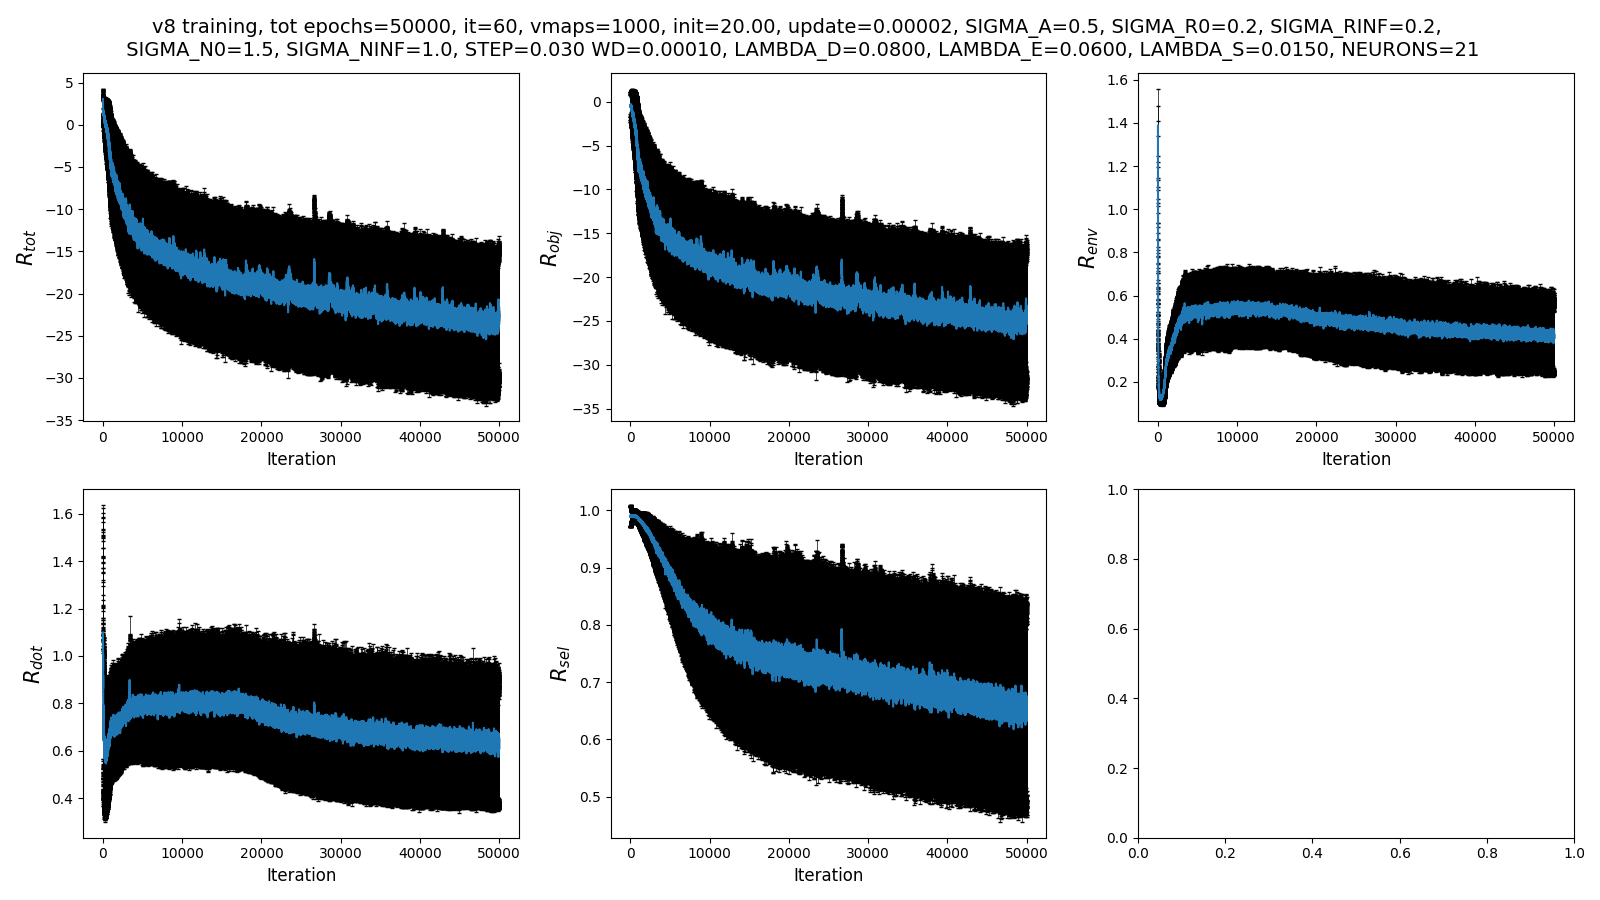 v8 training, tot epochs=50000, it=60, vmaps=1000, init=20.00, update=0.00002, SIGMA_A=0.5, SIGMA_R0=0.2, SIGMA_RINF=0.2,
SIGMA_N0=1.5, SIGMA_NINF=1.0, STEP=0.030 WD=0.00010, LAMBDA_D=0.0800, LAMBDA_E=0.0600, LAMBDA_S=0.0150, NEURONS=21
R_tot
5
0
−5
−10
−15
−20
−25
−30
−35
0 10000 20000 30000 40000 50000
Iteration
R_obj
0
−5
−10
−15
−20
−25
−30
−35
0 10000 20000 30000 40000 50000
Iteration
R_env
1.6
1.4
1.2
1.0
0.8
0.6
0.4
0.2
0 10000 20000 30000 40000 50000
Iteration
R_dot
1.6
1.4
1.2
1.0
0.8
0.6
0.4
0 10000 20000 30000 40000 50000
Iteration
R_sel
1.0
0.9
0.8
0.7
0.6
0.5
0 10000 20000 30000 40000 50000
Iteration
1.0
0.8
0.6
0.4
0.2
0.0
0.0 0.2 0.4 0.6 0.8 1.0